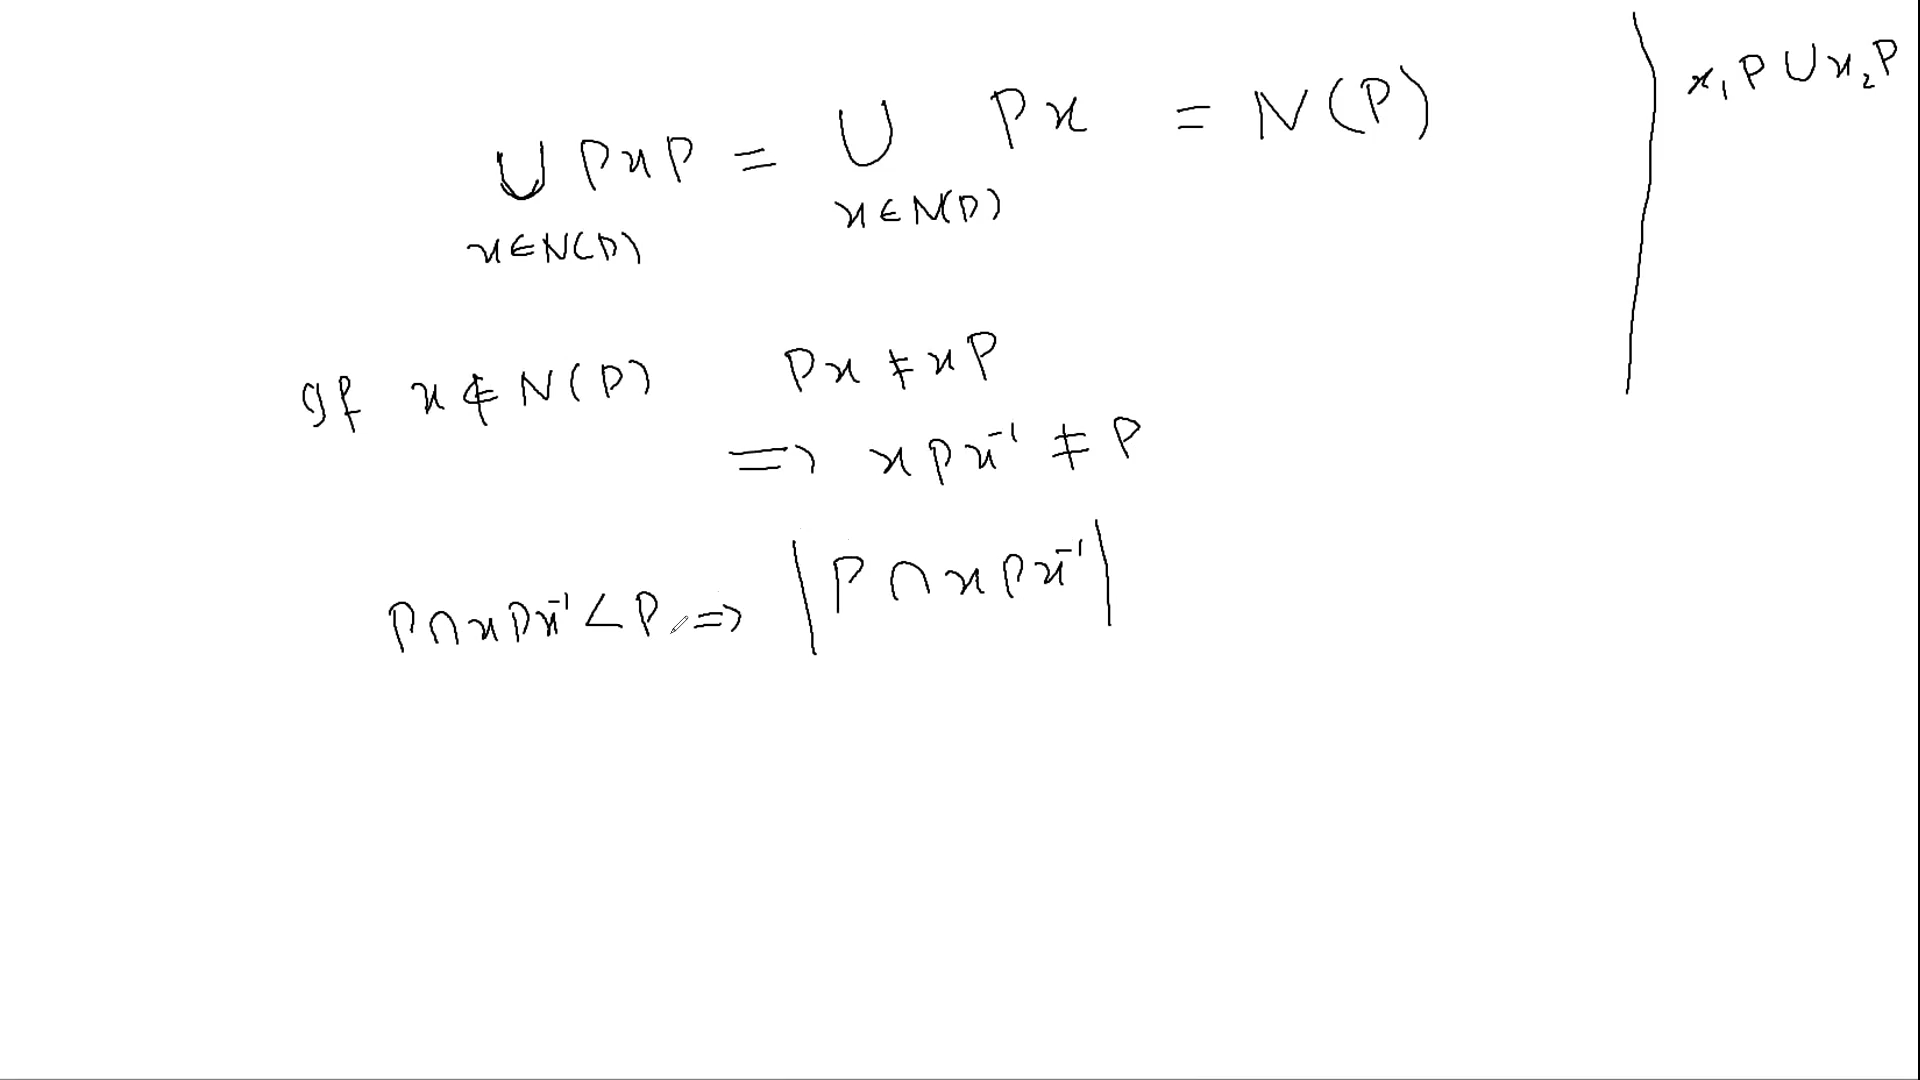 ⋃ PxP = ⋃ Px = N(P)
x∈N(P) x∈N(P)
If x∉N(P) Px ≠ xP
=> xPx⁻¹ ≠ P
P∩xPx⁻¹ < P => |P∩xPx⁻¹|
x₁P∪x₂P